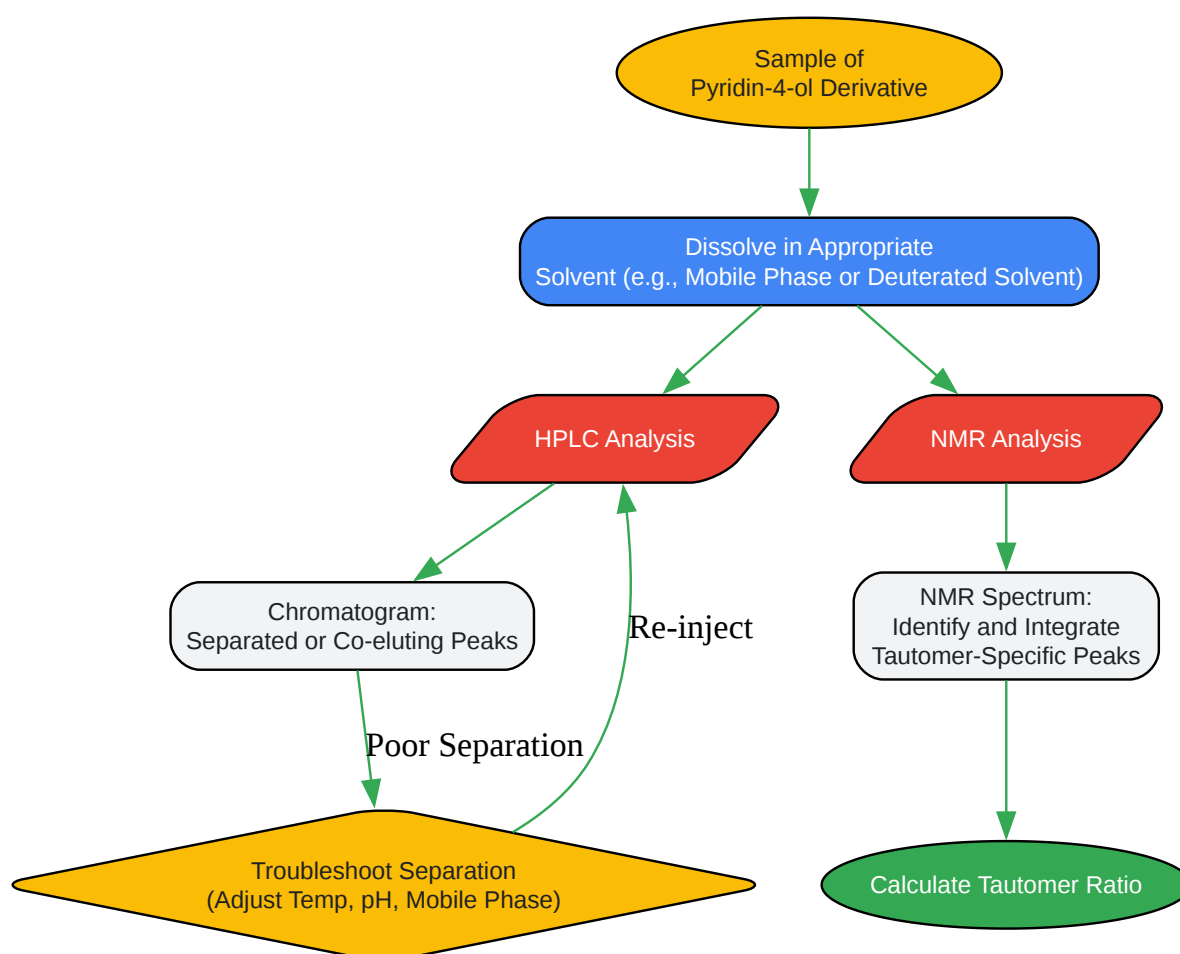 Sample of
Pyridin-4-ol Derivative
Dissolve in Appropriate
Solvent (e.g., Mobile Phase or Deuterated Solvent)
HPLC Analysis
NMR Analysis
Chromatogram:
Separated or Co-eluting Peaks
Re-inject
NMR Spectrum:
Identify and Integrate
Tautomer-Specific Peaks
Poor Separation
Troubleshoot Separation
(Adjust Temp, pH, Mobile Phase)
Calculate Tautomer Ratio